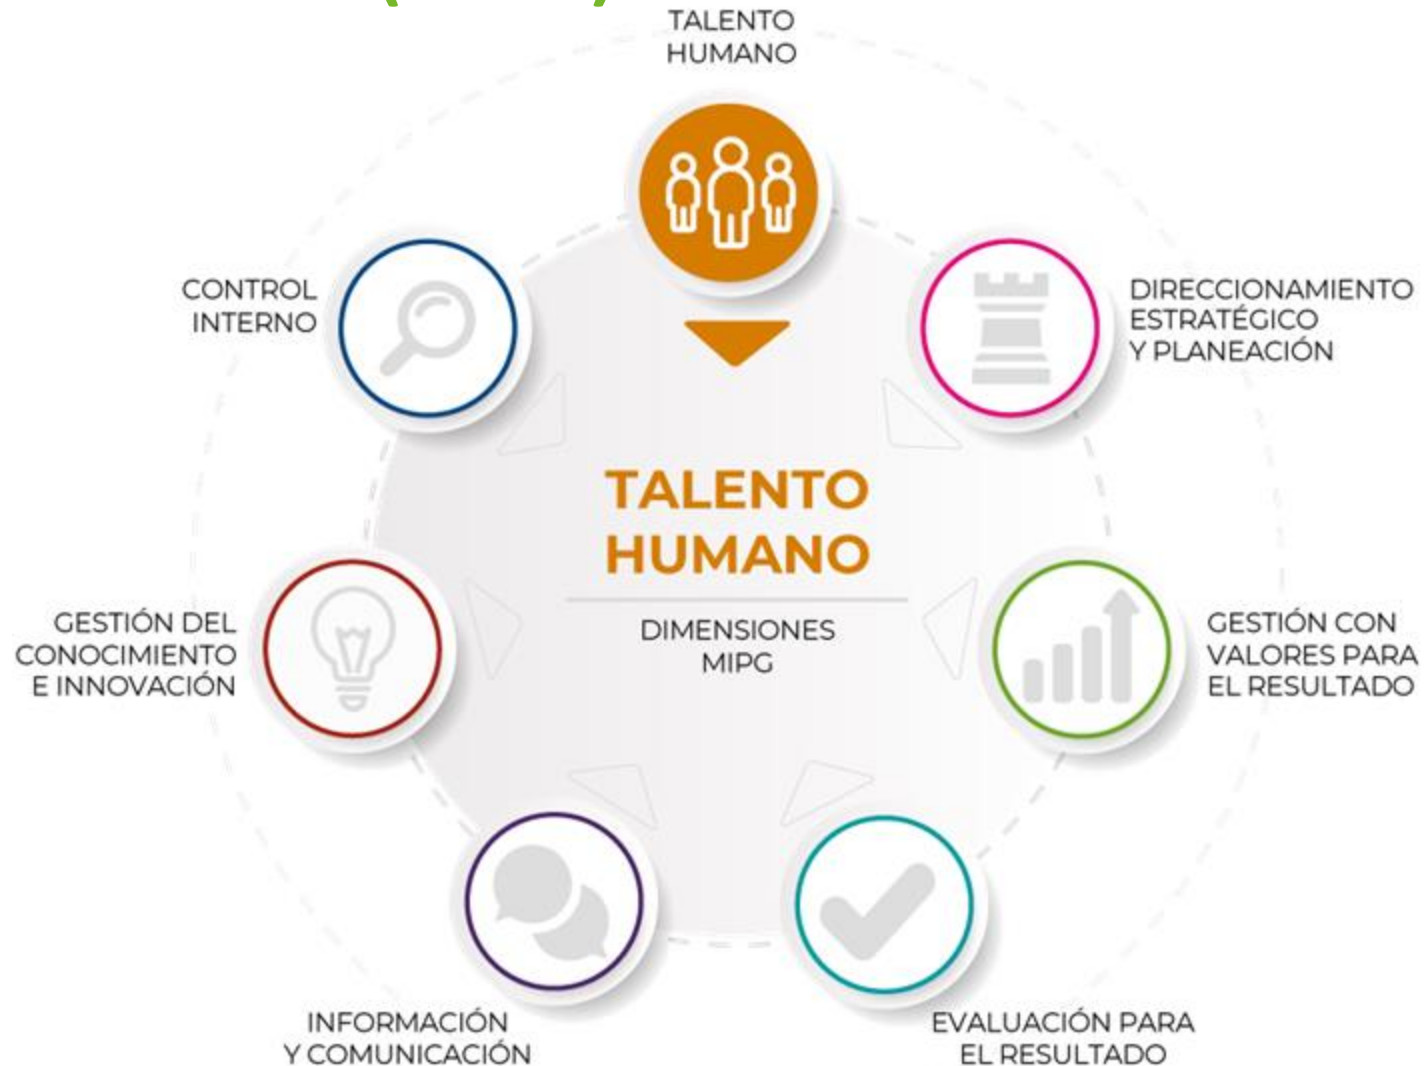 TALENTO
HUMANO
CONTROL
INTERNO
DIRECCIONAMIENTO
ESTRATÉGICO
Y PLANEACIÓN
TALENTO
HUMANO
DIMENSIONES
MIPG
GESTIÓN DEL
CONOCIMIENTO
E INNOVACIÓN
GESTIÓN CON
VALORES PARA
EL RESULTADO
INFORMACIÓN
Y COMUNICACIÓN
EVALUACIÓN PARA
EL RESULTADO